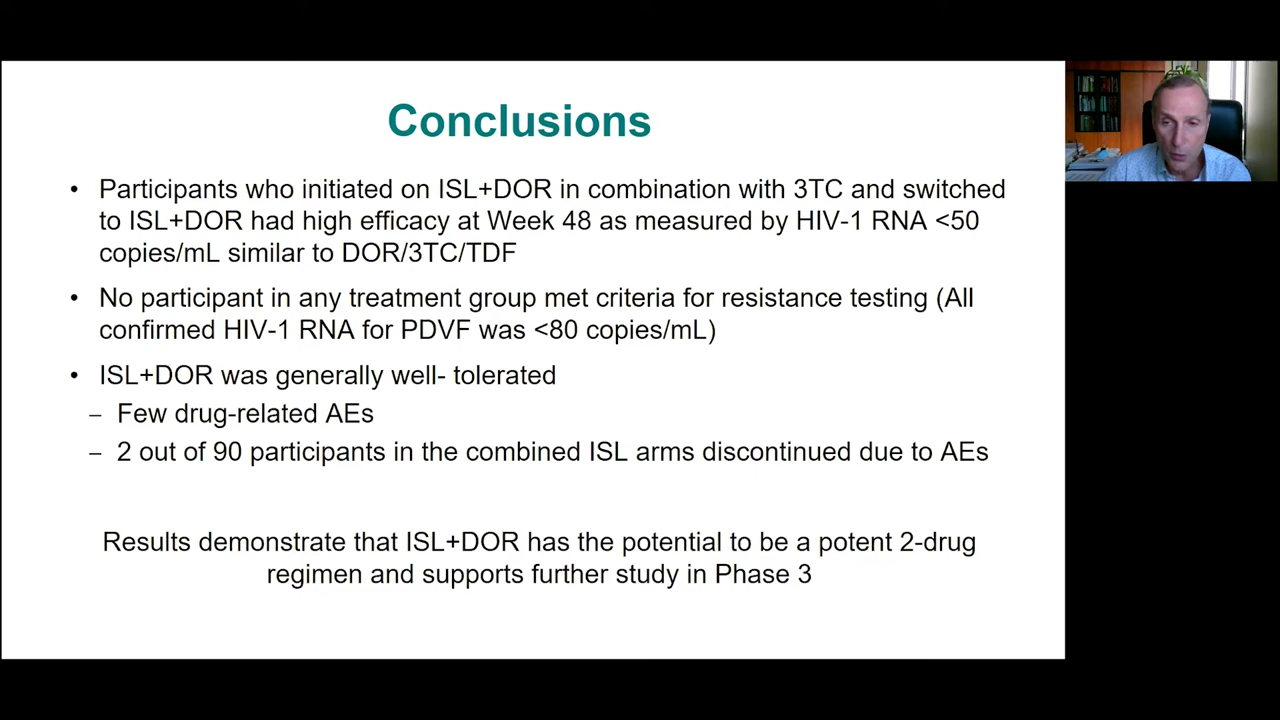 Conclusions
• Participants who initiated on ISL+DOR in combination with 3TC and switched
to ISL+DOR had high efficacy at Week 48 as measured by HIV-1 RNA <50
copies/mL similar to DOR/3TC/TDF
• No participant in any treatment group met criteria for resistance testing (All
confirmed HIV-1 RNA for PDVF was <80 copies/mL)
• ISL+DOR was generally well- tolerated
– Few drug-related AEs
– 2 out of 90 participants in the combined ISL arms discontinued due to AEs
Results demonstrate that ISL+DOR has the potential to be a potent 2-drug
regimen and supports further study in Phase 3